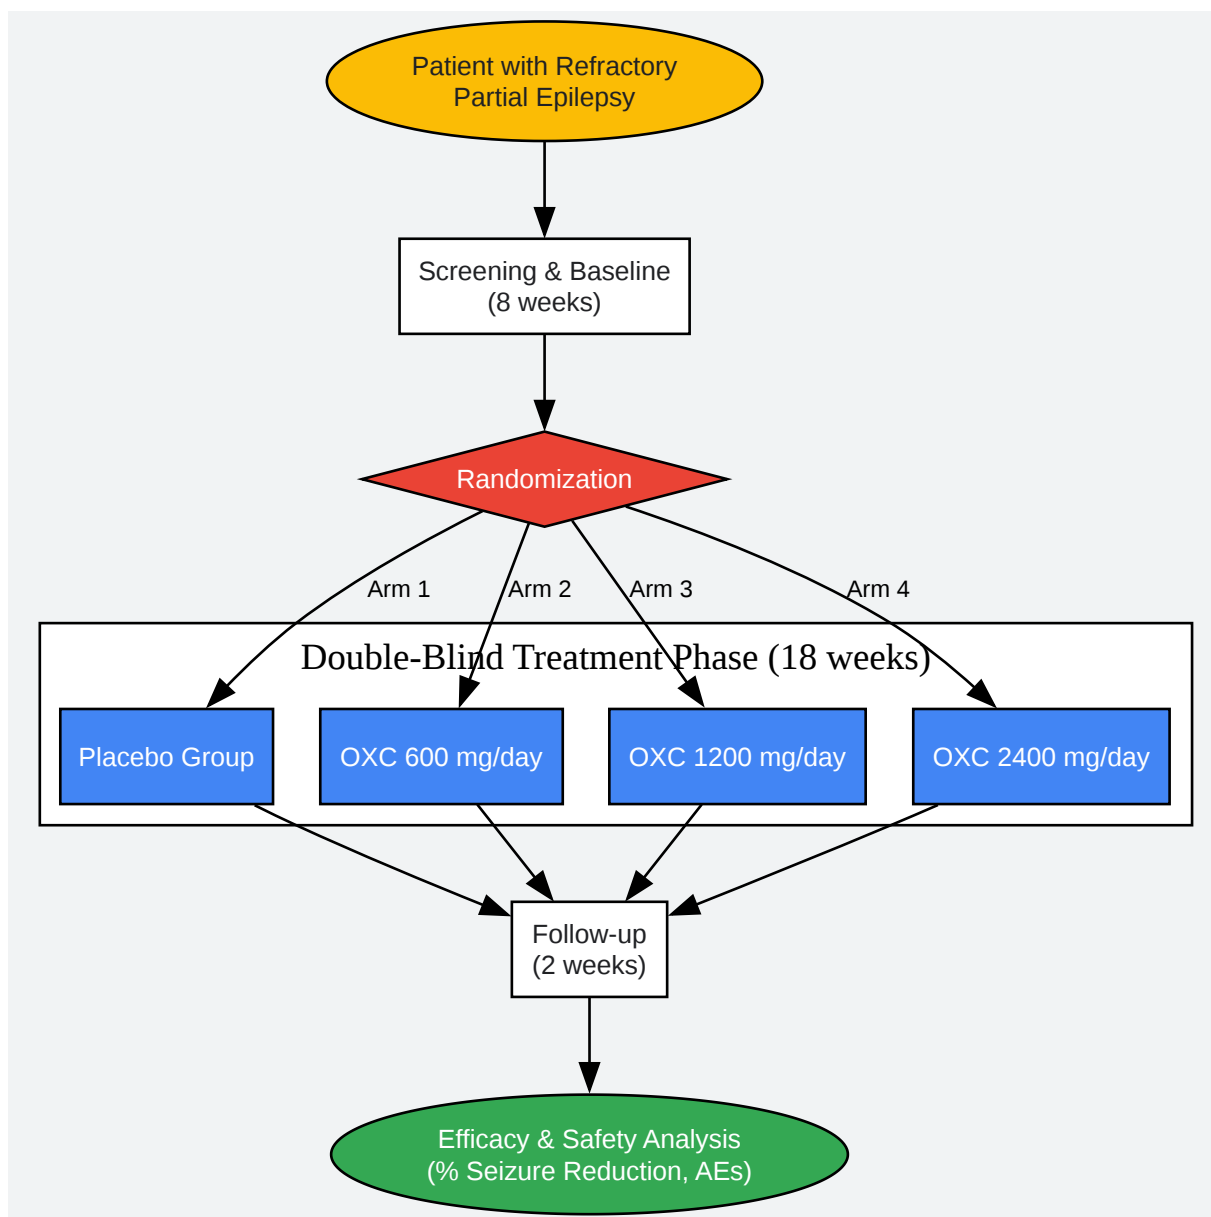 Patient with Refractory
Partial Epilepsy
Screening & Baseline
(8 weeks)
Randomization
Arm 1
Arm 2
Arm 3
Arm 4
Double-Blind Treatment Phase (18 weeks)
Placebo Group
OXC 600 mg/day
OXC 1200 mg/day
OXC 2400 mg/day
Follow-up
(2 weeks)
Efficacy & Safety Analysis
(% Seizure Reduction, AEs)